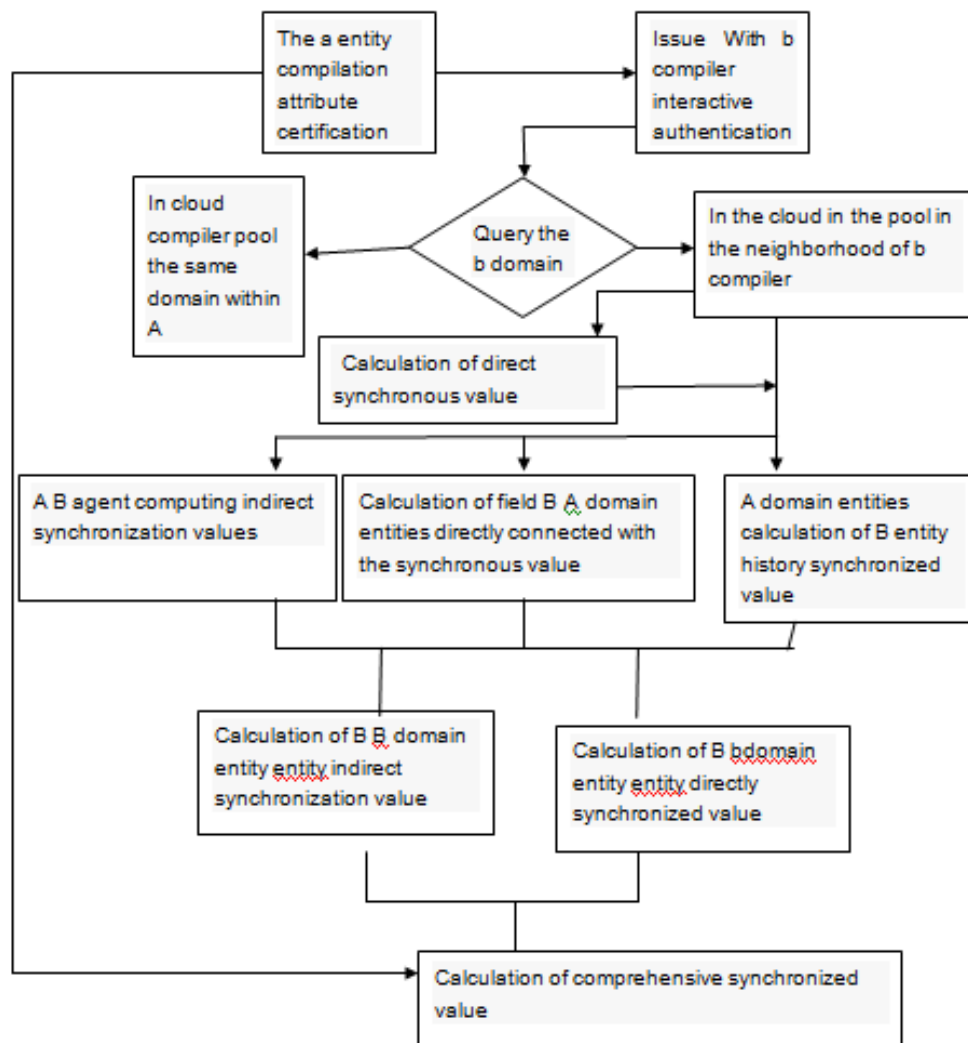 The a entity
compilation
attribute
certification
Issue With b
compiler
interactive
authentication
In cloud
compiler pool
the same
domain within
A
Query the
b domain
In the cloud in the pool in
the neighborhood of b
compiler
Calculation of direct
synchronous value
A B agent computing indirect
synchronization values
Calculation of field B A domain
entities directly connected with
the synchronous value
A domain entities
calculation of B entity
history synchronized
value
Calculation of B B domain
entity entity indirect
synchronization value
Calculation of B bdomain
entity entity directly
synchronized value
Calculation of comprehensive synchronized
value